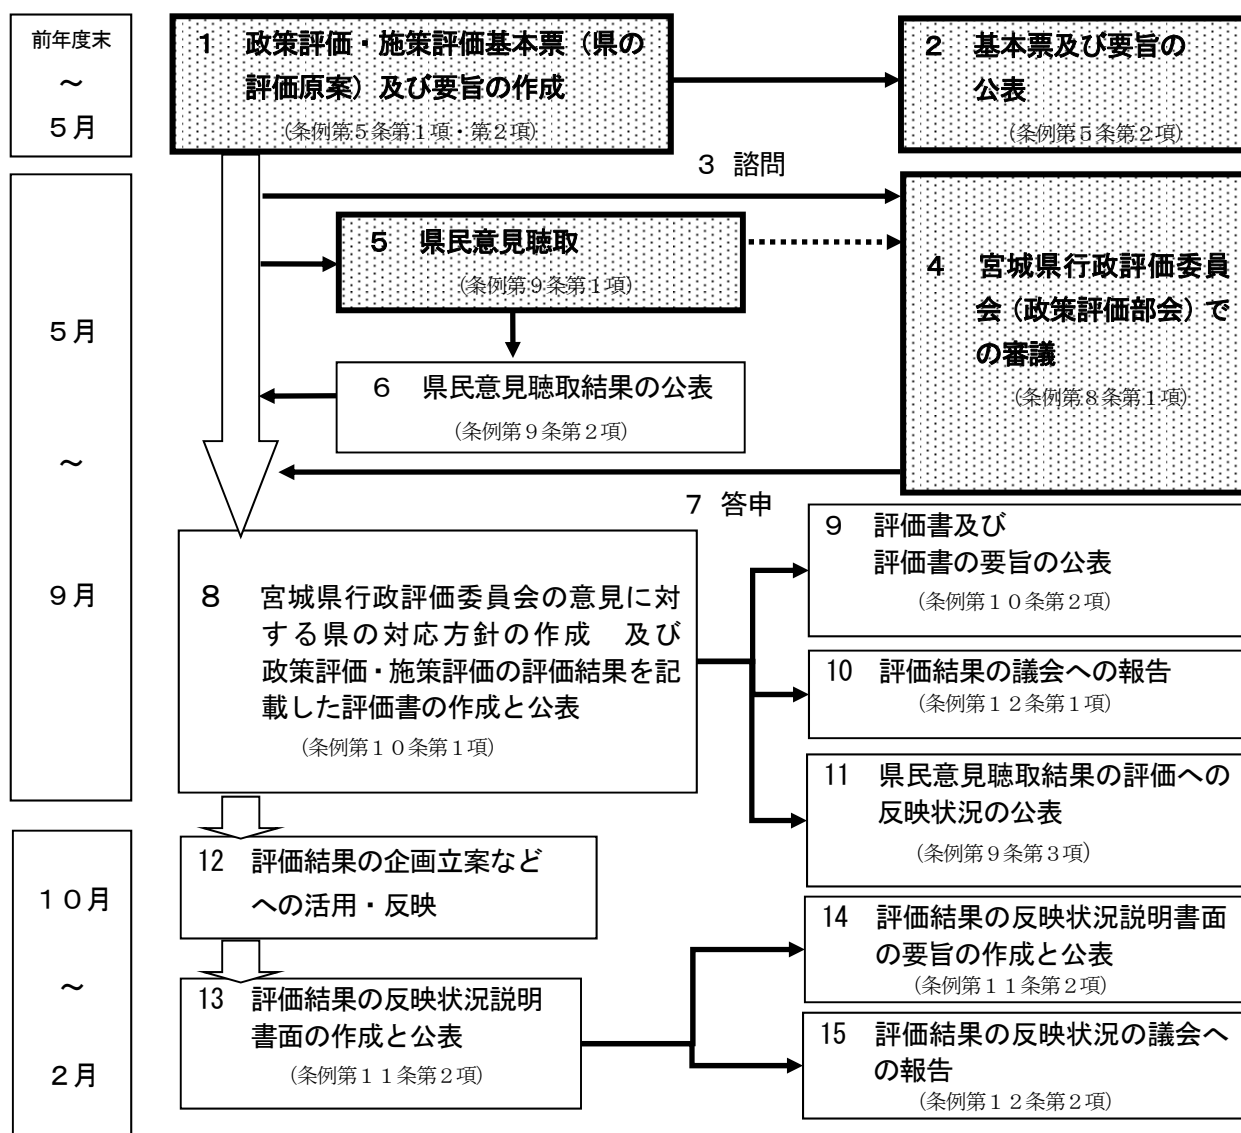 前年度末
～
５月
１　政策評価・施策評価基本票（県の
評価原案）及び要旨の作成
（条例第５条第１項・第２項）
２　基本票及び要旨の
公表
（条例第５条第２項）
５月
～
９月
３ 諮問
５　県民意見聴取
（条例第９条第１項）
４　宮城県行政評価委員
会（政策評価部会）で
の審議
（条例第８条第１項）
６　県民意見聴取結果の公表
（条例第９条第２項）
７ 答申
８　宮城県行政評価委員会の意見に対
する県の対応方針の作成　及び
政策評価・施策評価の評価結果を記
載した評価書の作成と公表
（条例第１０条第１項）
９　評価書及び
評価書の要旨の公表
（条例第１０条第２項）
10　評価結果の議会への報告
（条例第１２条第１項）
11　県民意見聴取結果の評価への
反映状況の公表
（条例第９条第３項）
１０月
～
２月
12　評価結果の企画立案など
への活用・反映
13　評価結果の反映状況説明
書面の作成と公表
（条例第１１条第２項）
14　評価結果の反映状況説明書面
の要旨の作成と公表
（条例第１１条第２項）
15　評価結果の反映状況の議会へ
の報告
（条例第１２条第２項）